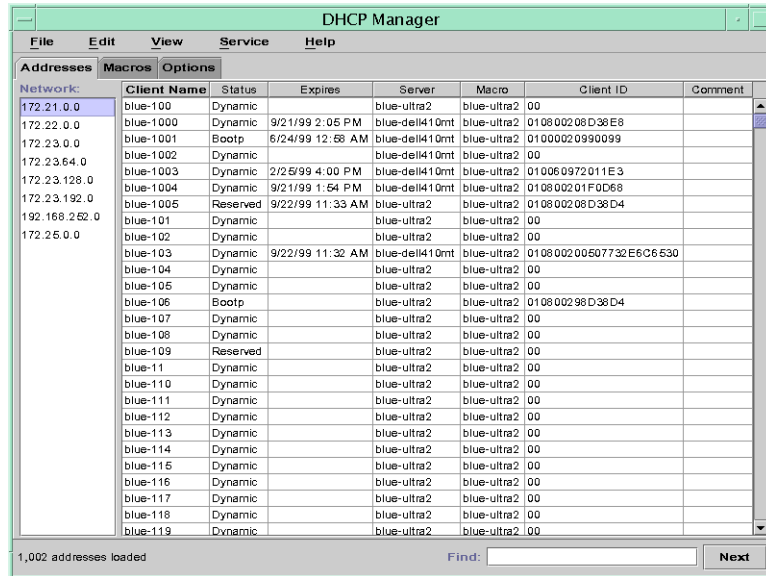 DHCP Manager
File Edit View Service Help
Addresses Macros Options
Network: Client Name Status Expires Server Macro Client ID Comment
172.21.0.0 blue-100 Dynamic blue-ultra2 blue-ultra2 00
172.22.0.0 blue-1000 Dynamic 9/21/99 2:05 PM blue-dell410mt blue-ultra2 010800208D38E8
172.23.0.0 blue-1001 Bootp 6/24/99 12:58 AM blue-dell410mt blue-ultra2 01000020990099
172.23.64.0 blue-1002 Dynamic blue-dell410mt blue-ultra2 00
172.23.128.0 blue-1003 Dynamic 2/25/99 4:00 PM blue-dell410mt blue-ultra2 010060972011E3
172.23.192.0 blue-1004 Dynamic 9/21/99 1:54 PM blue-dell410mt blue-ultra2 010800201F0D68
192.168.252.0 blue-1005 Reserved 9/22/99 11:33 AM blue-ultra2 blue-ultra2 010800208D38D4
172.25.0.0 blue-101 Dynamic blue-ultra2 blue-ultra2 00
blue-102 Dynamic blue-ultra2 blue-ultra2 00
blue-103 Dynamic 9/22/99 11:32 AM blue-dell410mt blue-ultra2 010800200507732E6C6530
blue-104 Dynamic blue-ultra2 blue-ultra2 00
blue-105 Dynamic blue-ultra2 blue-ultra2 00
blue-106 Bootp blue-ultra2 blue-ultra2 010800298D38D4
blue-107 Dynamic blue-ultra2 blue-ultra2 00
blue-108 Dynamic blue-ultra2 blue-ultra2 00
blue-109 Reserved blue-ultra2 blue-ultra2 00
blue-11 Dynamic blue-ultra2 blue-ultra2 00
blue-110 Dynamic blue-ultra2 blue-ultra2 00
blue-111 Dynamic blue-ultra2 blue-ultra2 00
blue-112 Dynamic blue-ultra2 blue-ultra2 00
blue-113 Dynamic blue-ultra2 blue-ultra2 00
blue-114 Dynamic blue-ultra2 blue-ultra2 00
blue-115 Dynamic blue-ultra2 blue-ultra2 00
blue-116 Dynamic blue-ultra2 blue-ultra2 00
blue-117 Dynamic blue-ultra2 blue-ultra2 00
blue-118 Dynamic blue-ultra2 blue-ultra2 00
blue-119 Dynamic blue-ultra2 blue-ultra2 00
1,002 addresses loaded Find: Next